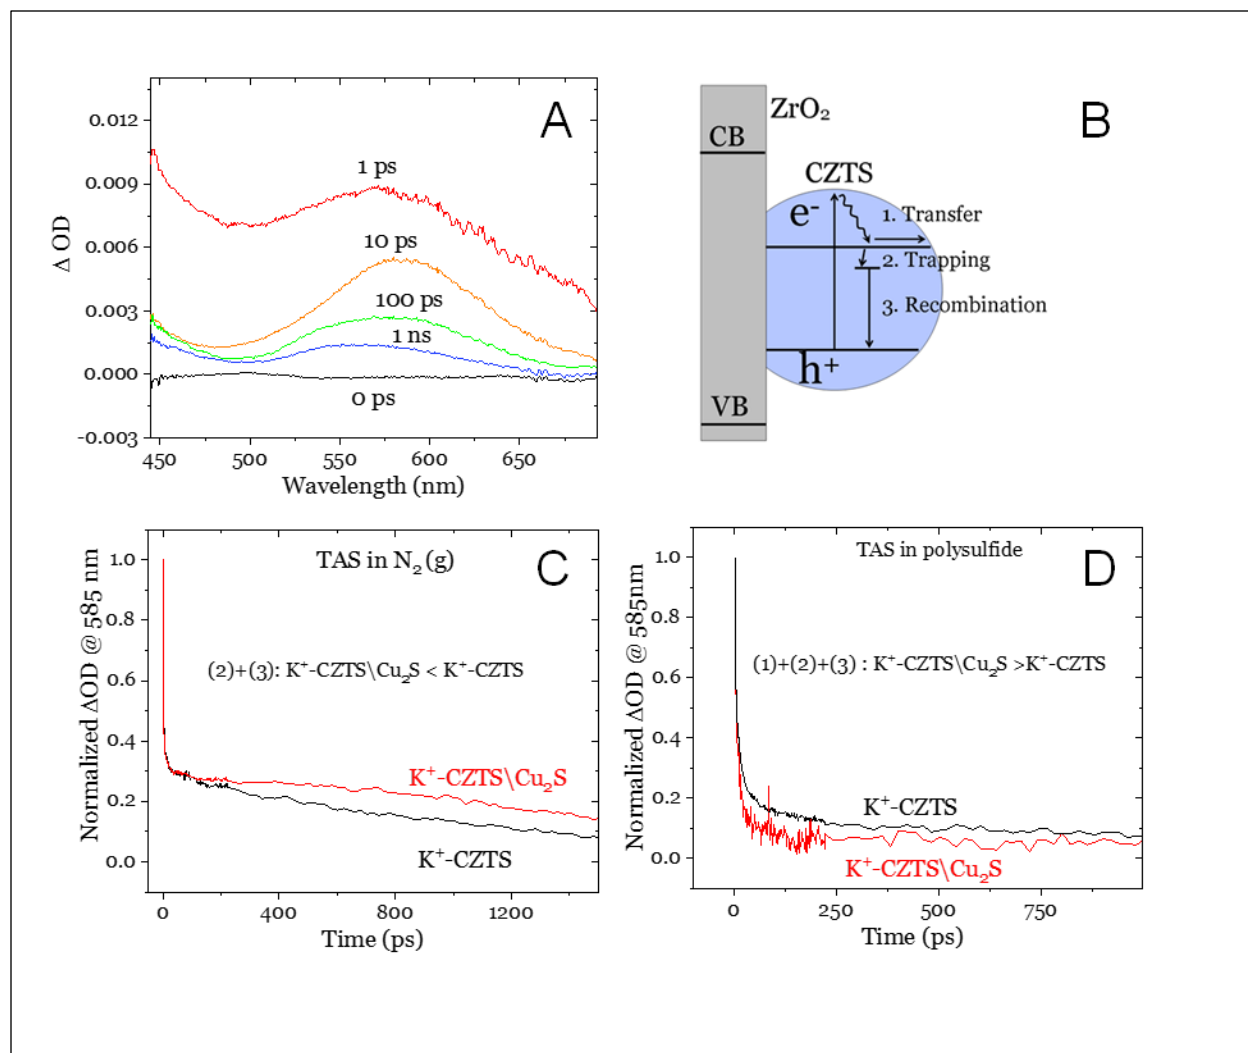 A
0.012
0.009
0.006
0.003
0.000
-0.003
Δ OD
1 ps
10 ps
100 ps
1 ns
0 ps
450 500 550 600 650
Wavelength (nm)
B
ZrO₂
CB
CZTS
e⁻
1. Transfer
2. Trapping
3. Recombination
h⁺
VB
C
TAS in N₂ (g)
1.0
0.8
0.6
0.4
0.2
0.0
Normalized ΔOD @ 585 nm
(2)+(3): K⁺-CZTS\Cu₂S < K⁺-CZTS
K⁺-CZTS\Cu₂S
K⁺-CZTS
0 400 800 1200
Time (ps)
D
TAS in polysulfide
1.0
0.8
0.6
0.4
0.2
0.0
Normalized ΔOD @ 585nm
(1)+(2)+(3) : K⁺-CZTS\Cu₂S >K⁺-CZTS
K⁺-CZTS
K⁺-CZTS\Cu₂S
0 250 500 750
Time (ps)